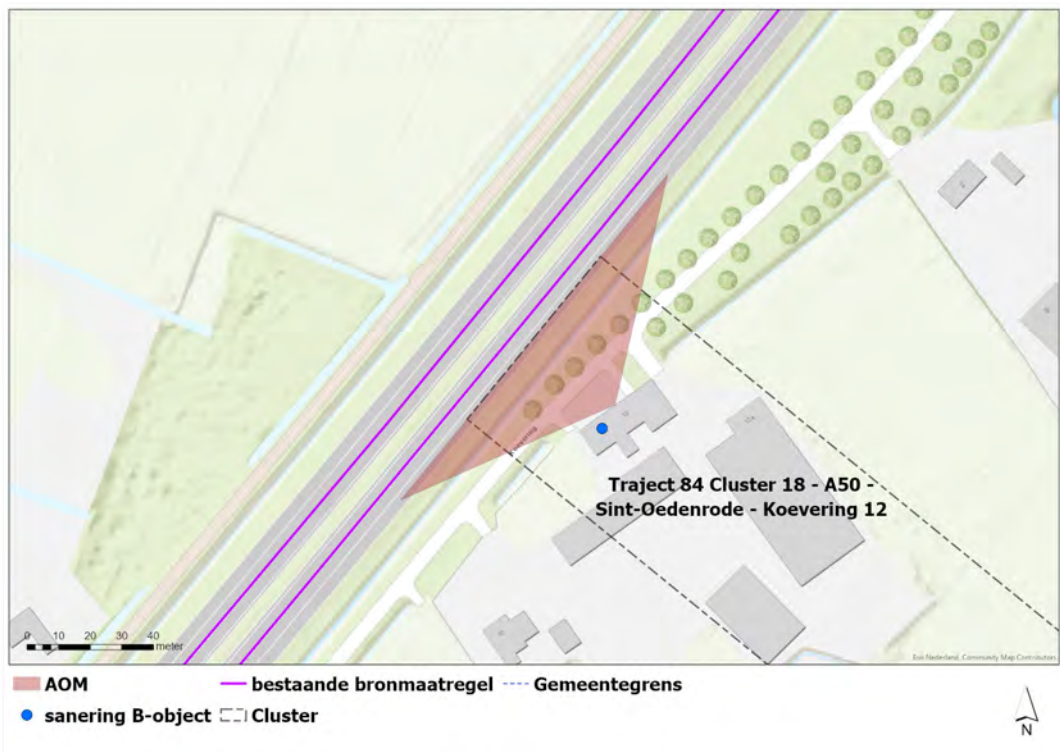 Traject 84 Cluster 18 - A50 -
Sint-Oedenrode - Koevering 12
0 10 20 30 40
meter
Esri Nederland, Community Map Contributors
AOM
bestaande bronmaatregel
Gemeentegrens
sanering B-object
Cluster
N